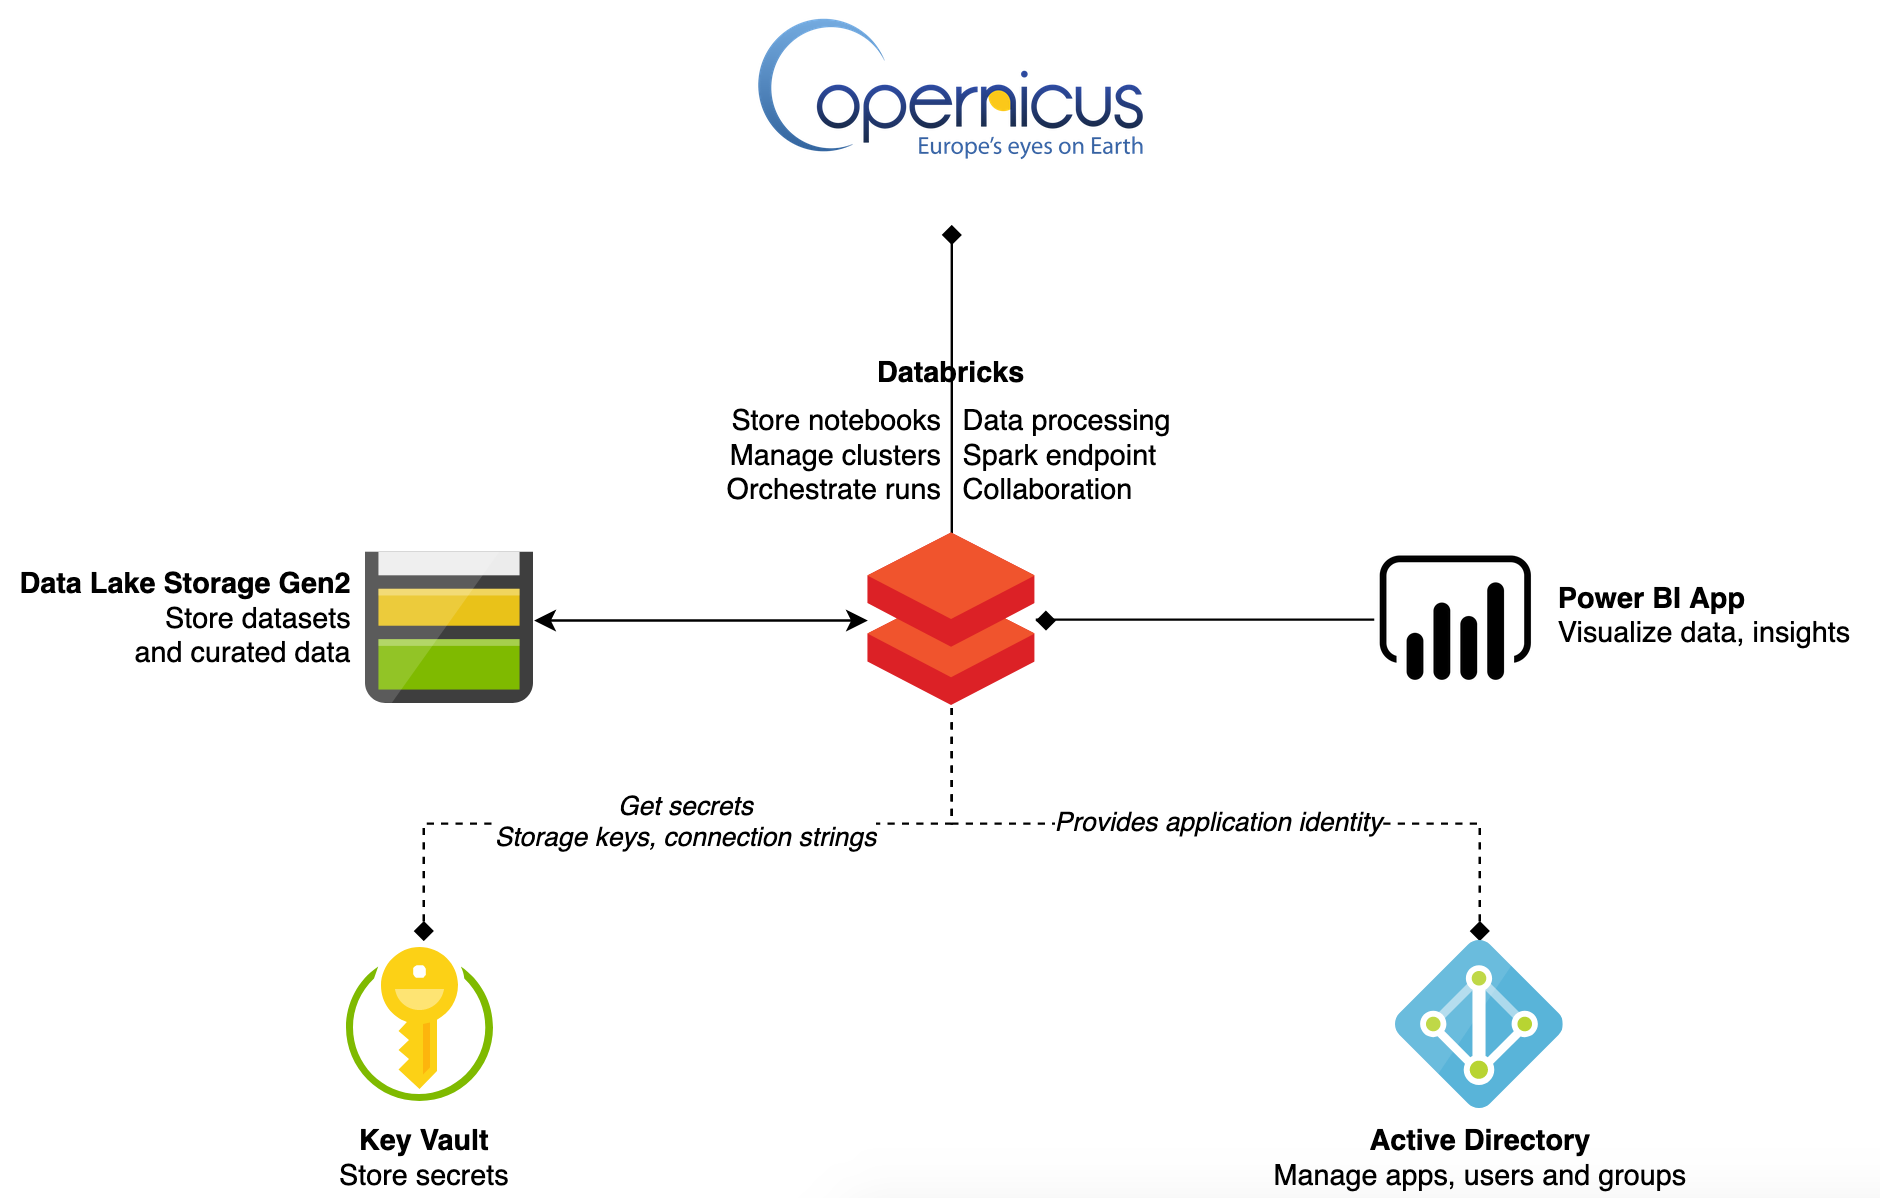 Copernicus
Europe's eyes on Earth
Databricks
Store notebooks
Manage clusters
Orchestrate runs
Data processing
Spark endpoint
Collaboration
Data Lake Storage Gen2
Store datasets
and curated data
Power BI App
Visualize data, insights
Get secrets
Storage keys, connection strings
Provides application identity
Key Vault
Store secrets
Active Directory
Manage apps, users and groups